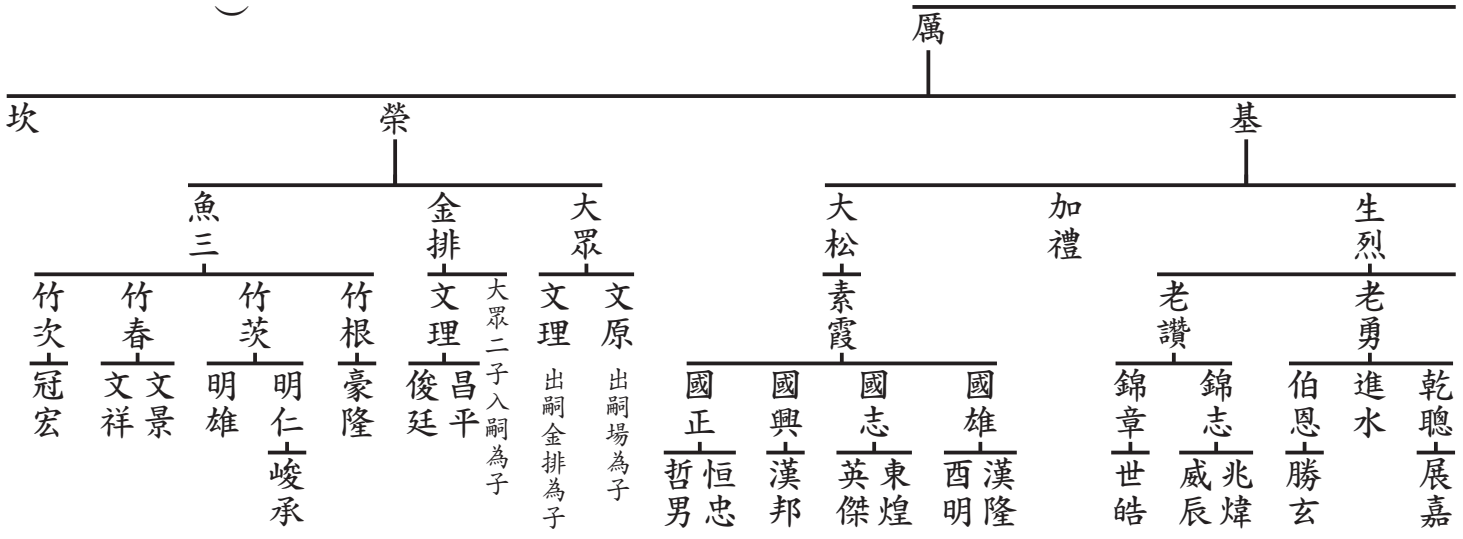 ︶
厲
基
榮
坎
生烈
加禮
大松
大眾
金排
魚三
老勇
老讚
素霞
文原 出嗣場為子
文理 出嗣金排為子
文理 大眾二子入嗣為子
竹根
竹茨
竹春
竹次
乾聰
進水
伯恩
錦志
錦章
國雄
國志
國興
國正
昌平
俊廷
豪隆
明仁
明雄
文景
文祥
冠宏
展嘉
勝玄
兆煒
威辰
世皓
漢隆
酉明
東煌
英傑
漢邦
恒忠
哲男
峻承